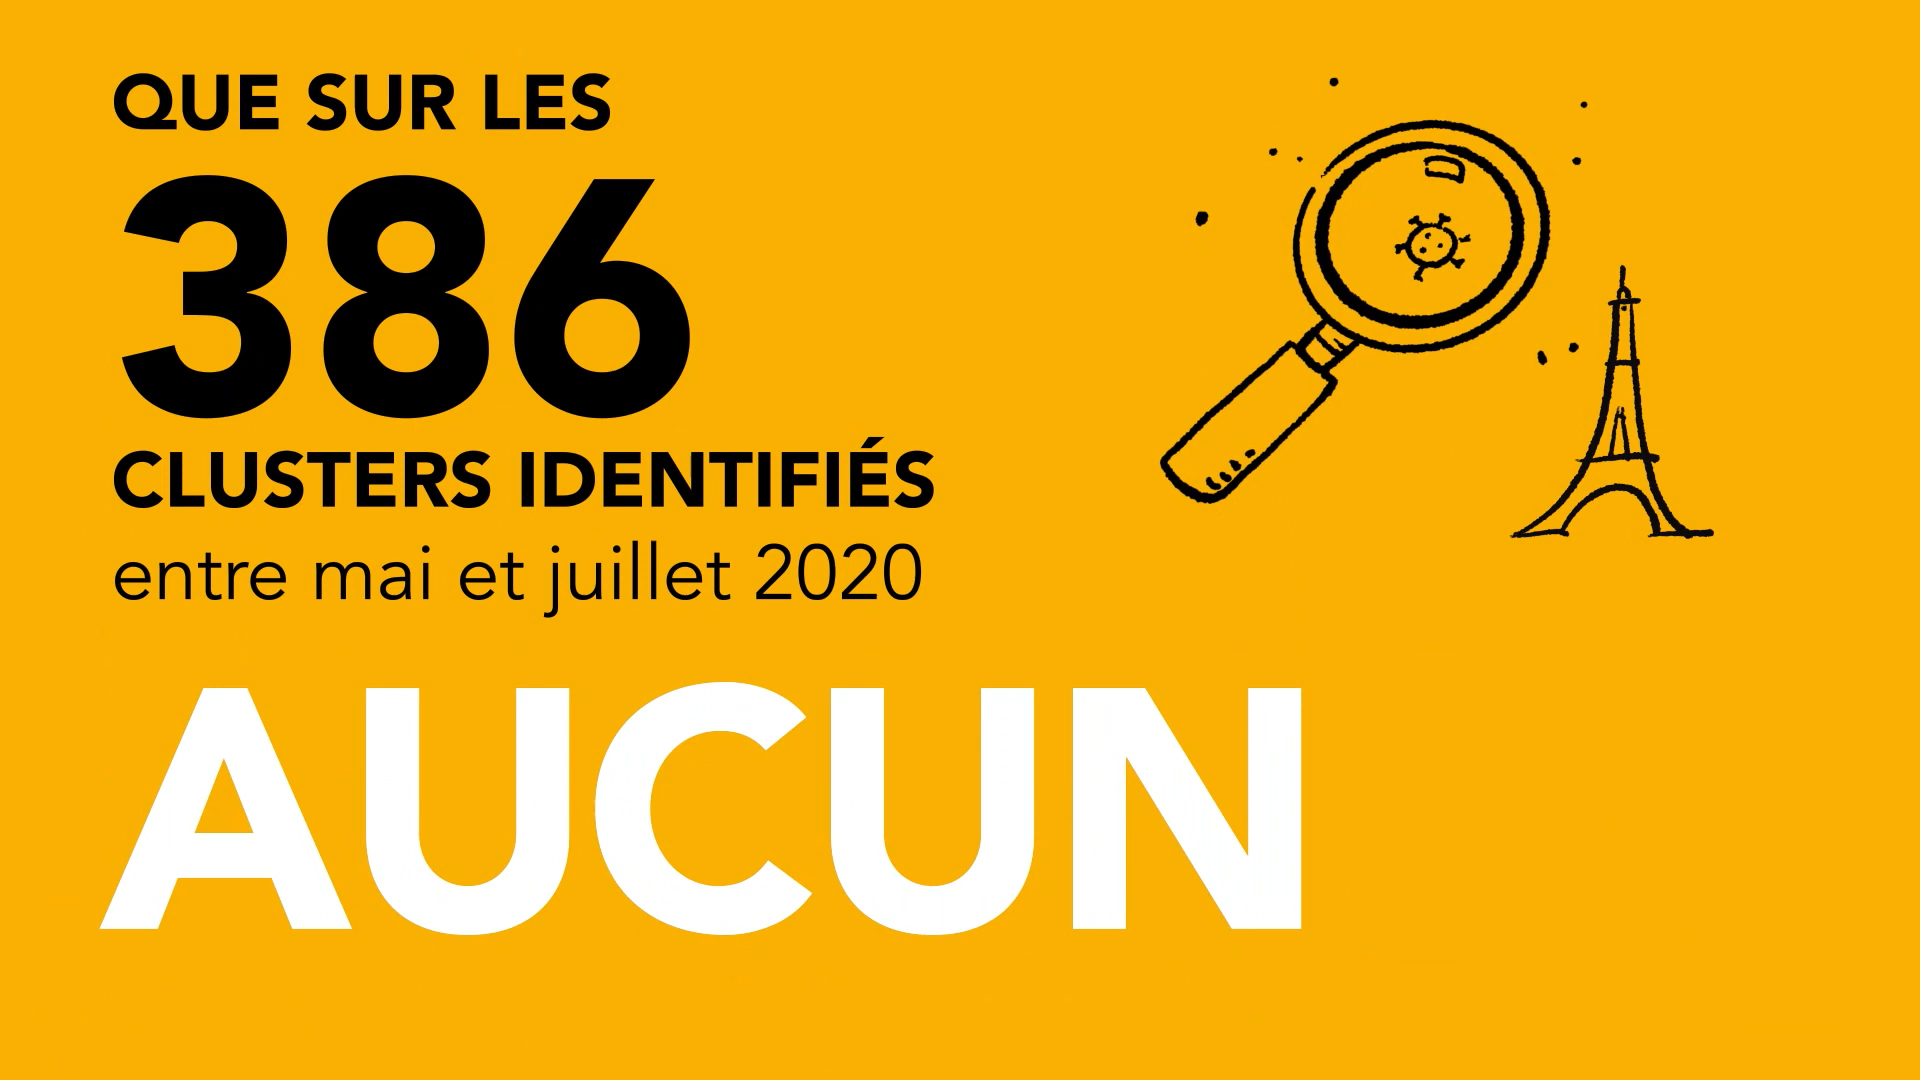 QUE SUR LES
386
CLUSTERS IDENTIFIÉS
entre mai et juillet 2020
AUCUN